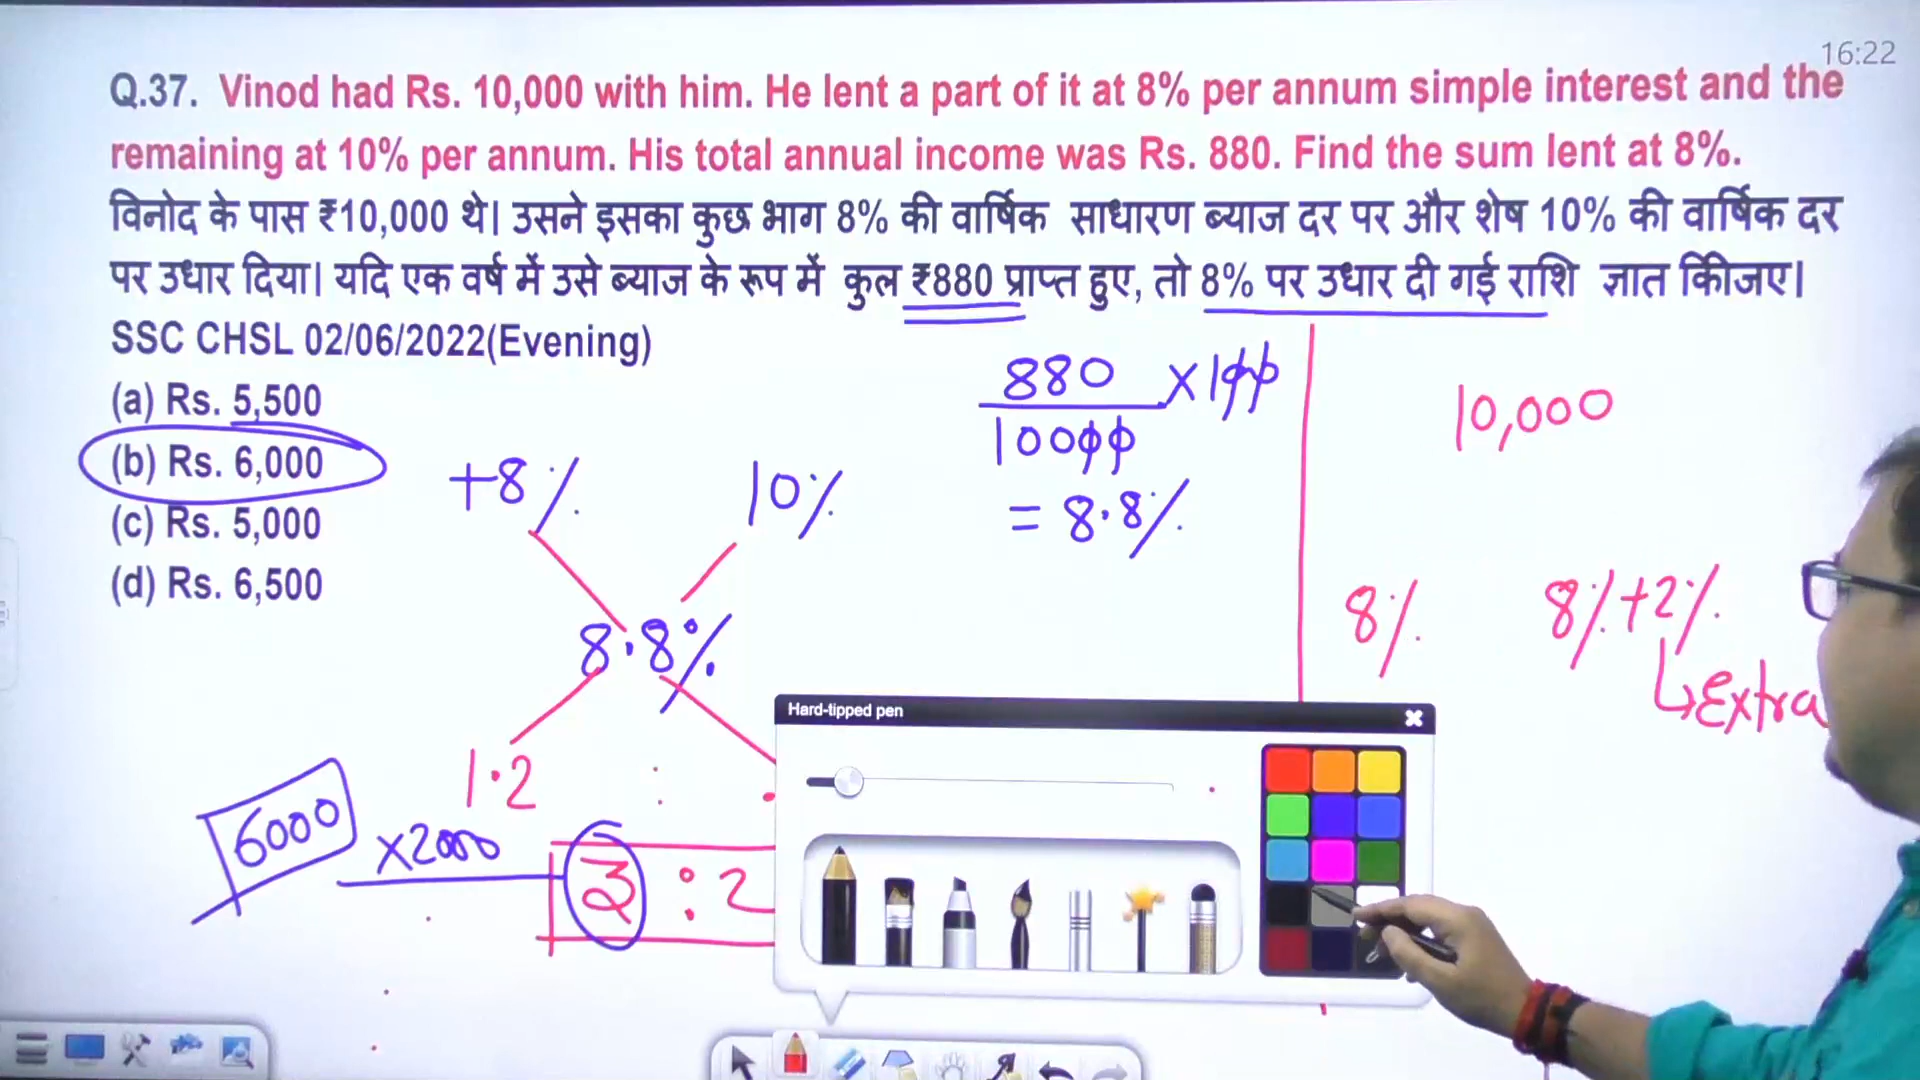 16:22
Q.37. Vinod had Rs. 10,000 with him. He lent a part of it at 8% per annum simple interest and the
remaining at 10% per annum. His total annual income was Rs. 880. Find the sum lent at 8%.
विनोद के पास ₹10,000 थे। उसने इसका कुछ भाग 8% की वार्षिक साधारण ब्याज दर पर और शेष 10% की वार्षिक दर
पर उधार दिया। यदि एक वर्ष में उसे ब्याज के रूप में कुल ₹880 प्राप्त हुए, तो 8% पर उधार दी गई राशि ज्ञात किीजए।
SSC CHSL 02/06/2022(Evening)
(a) Rs. 5,500
(b) Rs. 6,000
(c) Rs. 5,000
(d) Rs. 6,500
+8% 10%
8.8%
1.2
3 : 2
×2000
6000
880 ×100
10000
= 8.8%
10,000
8% 8%+2%
↳Extra
Hard-tipped pen